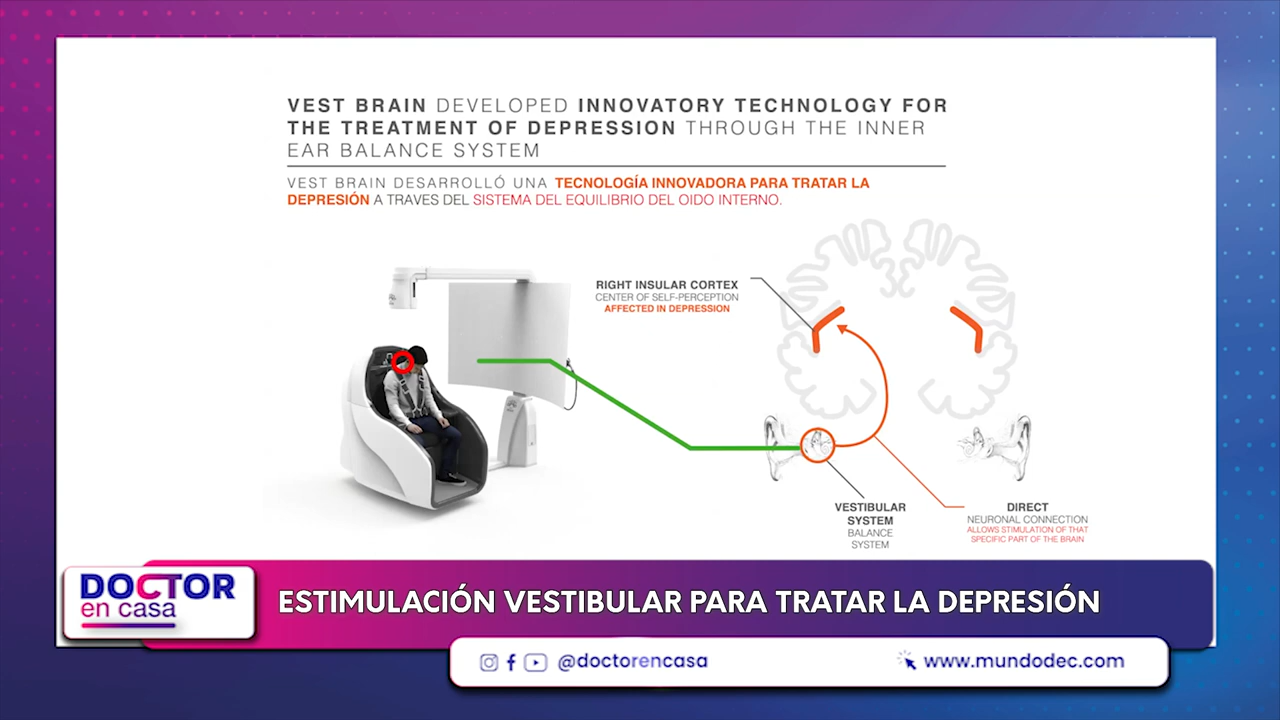 VEST BRAIN DEVELOPED INNOVATORY TECHNOLOGY FOR
THE TREATMENT OF DEPRESSION THROUGH THE INNER
EAR BALANCE SYSTEM
VEST BRAIN DESARROLLÓ UNA TECNOLOGÍA INNOVADORA PARA TRATAR LA
DEPRESIÓN A TRAVES DEL SISTEMA DEL EQUILIBRIO DEL OIDO INTERNO.
RIGHT INSULAR CORTEX
CENTER OF SELF-PERCEPTION
AFFECTED IN DEPRESSION
VESTIBULAR
SYSTEM
BALANCE
SYSTEM
DIRECT
NEURONAL CONNECTION
ALLOWS STIMULATION OF THAT
SPECIFIC PART OF THE BRAIN
DOCTOR
en casa
ESTIMULACIÓN VESTIBULAR PARA TRATAR LA DEPRESIÓN
@doctorencasa
www.mundodec.com